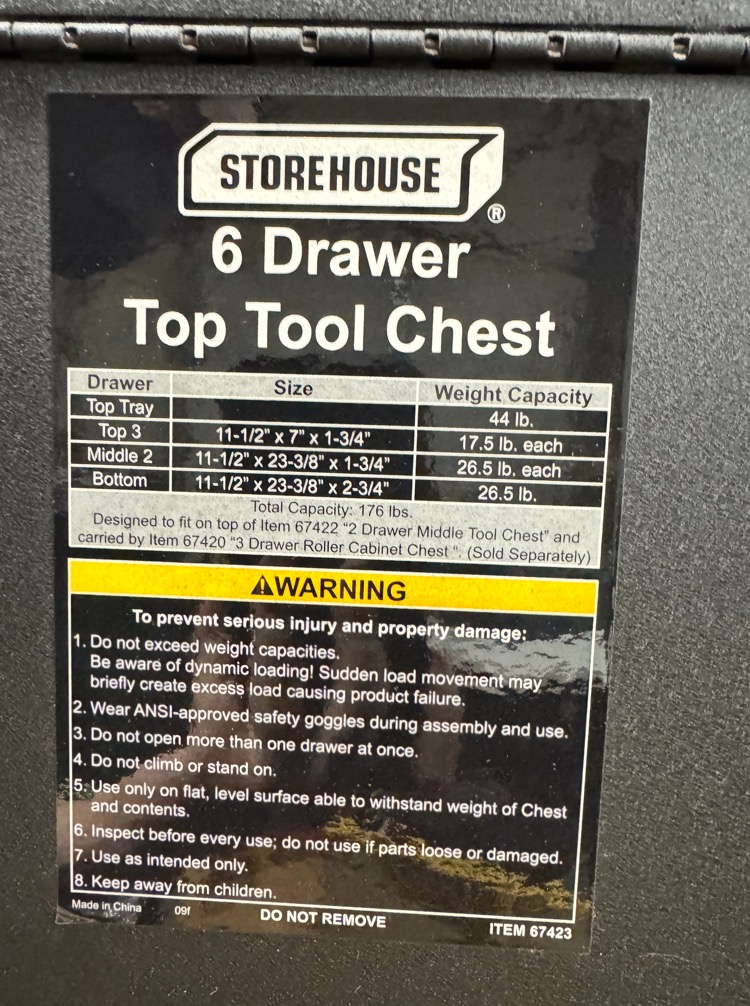 STOREHOUSE ®
6 Drawer
Top Tool Chest
Drawer Size Weight Capacity
Top Tray 44 lb.
Top 3 11-1/2" x 7" x 1-3/4" 17.5 lb. each
Middle 2 11-1/2" x 23-3/8" x 1-3/4" 26.5 lb. each
Bottom 11-1/2" x 23-3/8" x 2-3/4" 26.5 lb.
Total Capacity: 176 lbs.
Designed to fit on top of Item 67422 "2 Drawer Middle Tool Chest" and
carried by Item 67420 "3 Drawer Roller Cabinet Chest ". (Sold Separately)
⚠WARNING
To prevent serious injury and property damage:
1. Do not exceed weight capacities.
Be aware of dynamic loading! Sudden load movement may
briefly create excess load causing product failure.
2. Wear ANSI-approved safety goggles during assembly and use.
3. Do not open more than one drawer at once.
4. Do not climb or stand on.
5. Use only on flat, level surface able to withstand weight of Chest
and contents.
6. Inspect before every use; do not use if parts loose or damaged.
7. Use as intended only.
8. Keep away from children.
Made in China 09f DO NOT REMOVE ITEM 67423